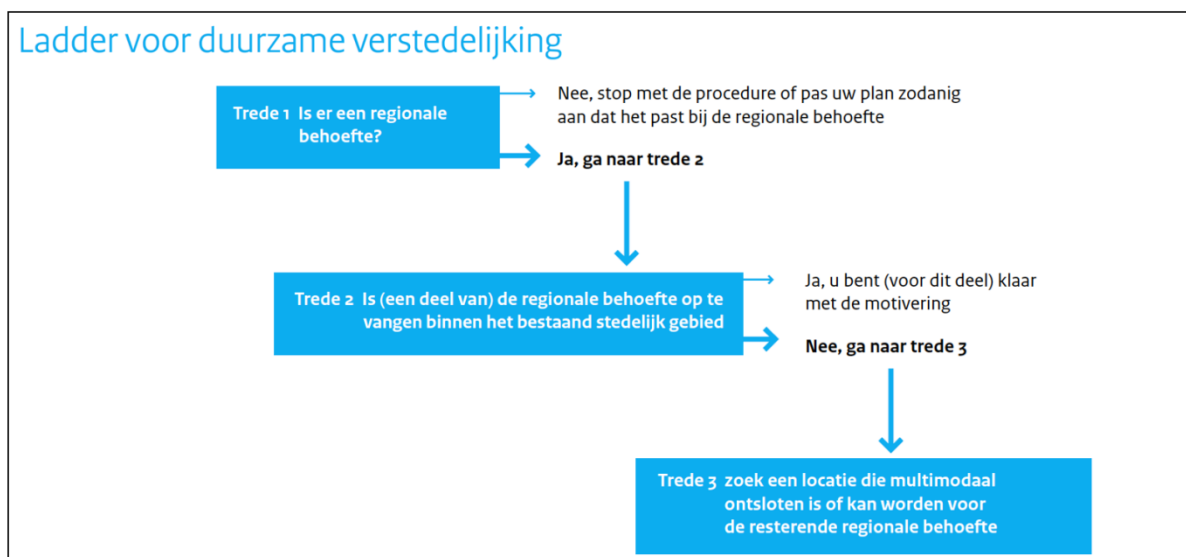 Ladder voor duurzame verstedelijking
Trede 1 Is er een regionale
behoefte?
Nee, stop met de procedure of pas uw plan zodanig
aan dat het past bij de regionale behoefte
Ja, ga naar trede 2
Trede 2 Is (een deel van) de regionale behoefte op te
vangen binnen het bestaand stedelijk gebied
Ja, u bent (voor dit deel) klaar
met de motivering
Nee, ga naar trede 3
Trede 3 zoek een locatie die multimodaal
ontsloten is of kan worden voor
de resterende regionale behoefte